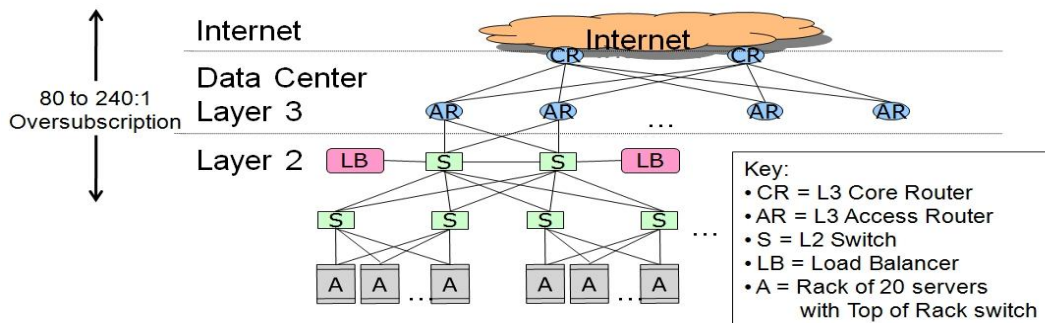 Internet
Internet
CR CR
Data Center
80 to 240:1
Oversubscription
Layer 3
AR AR ... AR AR
Layer 2
LB S S LB
S S S S ...
A A ... A A A ... A
Key:
• CR = L3 Core Router
• AR = L3 Access Router
• S = L2 Switch
• LB = Load Balancer
• A = Rack of 20 servers
with Top of Rack switch